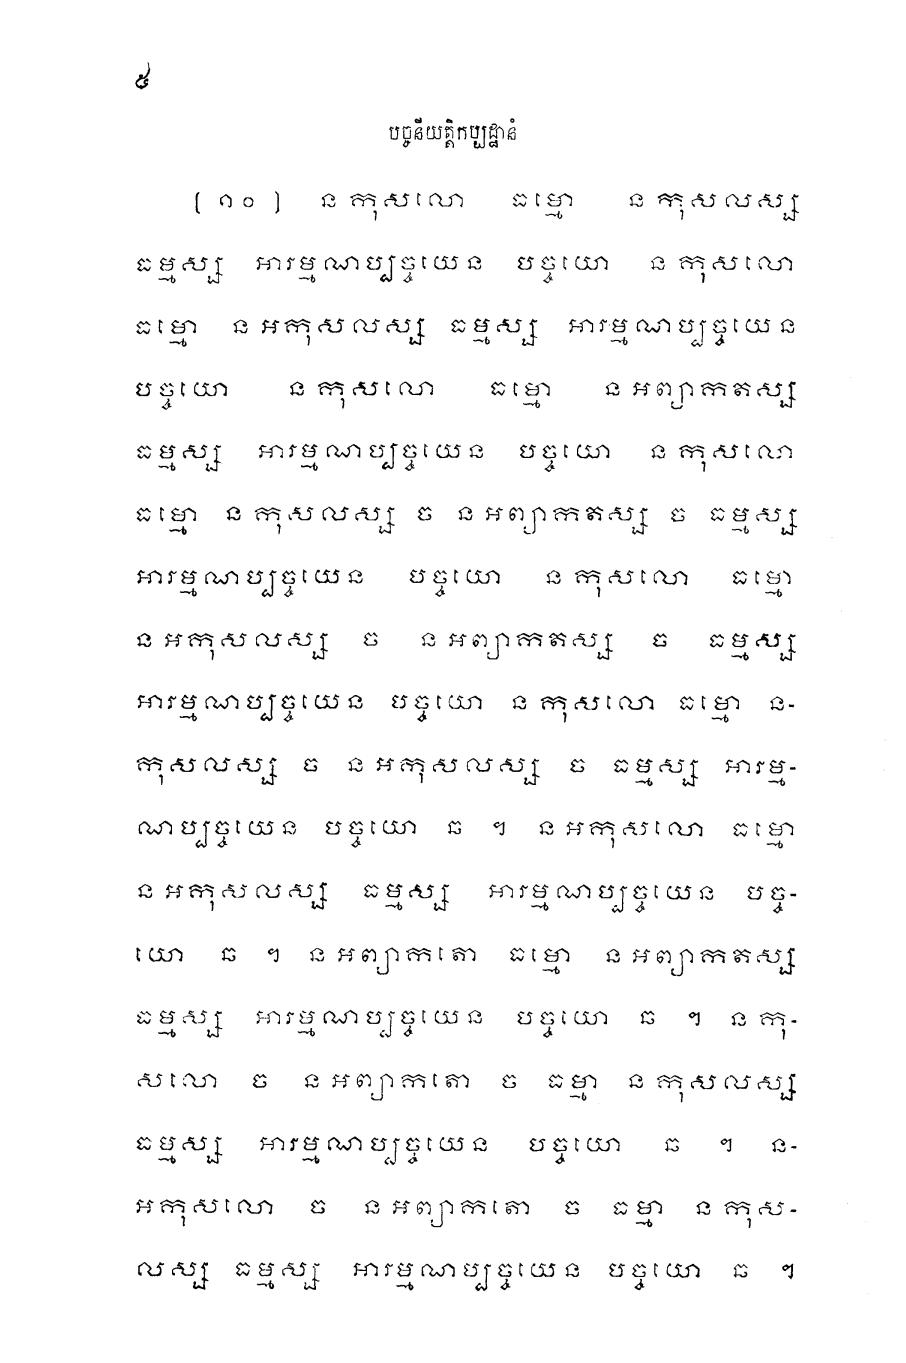 ៥
បច្ចនីយត្តិកប្បដ្ឋានំ
[ ១០ ] ន កុសលោ ធម្មោ ន កុសលស្ស
ធម្មស្ស អារម្មណប្បច្ចយេន បច្ចយោ ន កុសលោ
ធម្មោ ន អកុសលស្ស ធម្មស្ស អារម្មណប្បច្ចយេន
បច្ចយោ ន កុសលោ ធម្មោ ន អព្យាកតស្ស
ធម្មស្ស អារម្មណប្បច្ចយេន បច្ចយោ ន កុសលោ
ធម្មោ ន កុសលស្ស ច ន អព្យាកតស្ស ច ធម្មស្ស
អារម្មណប្បច្ចយេន បច្ចយោ ន កុសលោ ធម្មោ
ន អកុសលស្ស ច ន អព្យាកតស្ស ច ធម្មស្ស
អារម្មណប្បច្ចយេន បច្ចយោ ន កុសលោ ធម្មោ ន-
កុសលស្ស ច ន អកុសលស្ស ច ធម្មស្ស អារម្ម-
ណប្បច្ចយេន បច្ចយោ ឆ ។ ន អកុសលោ ធម្មោ
ន អកុសលស្ស ធម្មស្ស អារម្មណប្បច្ចយេន បច្ច-
យោ ឆ ។ ន អព្យាកតោ ធម្មោ ន អព្យាកតស្ស
ធម្មស្ស អារម្មណប្បច្ចយេន បច្ចយោ ឆ ។ ន កុ-
សលោ ច ន អព្យាកតោ ច ធម្មា ន កុសលស្ស
ធម្មស្ស អារម្មណប្បច្ចយេន បច្ចយោ ឆ ។ ន-
អកុសលោ ច ន អព្យាកតោ ច ធម្មា ន កុស-
លស្ស ធម្មស្ស អារម្មណប្បច្ចយេន បច្ចយោ ឆ ។